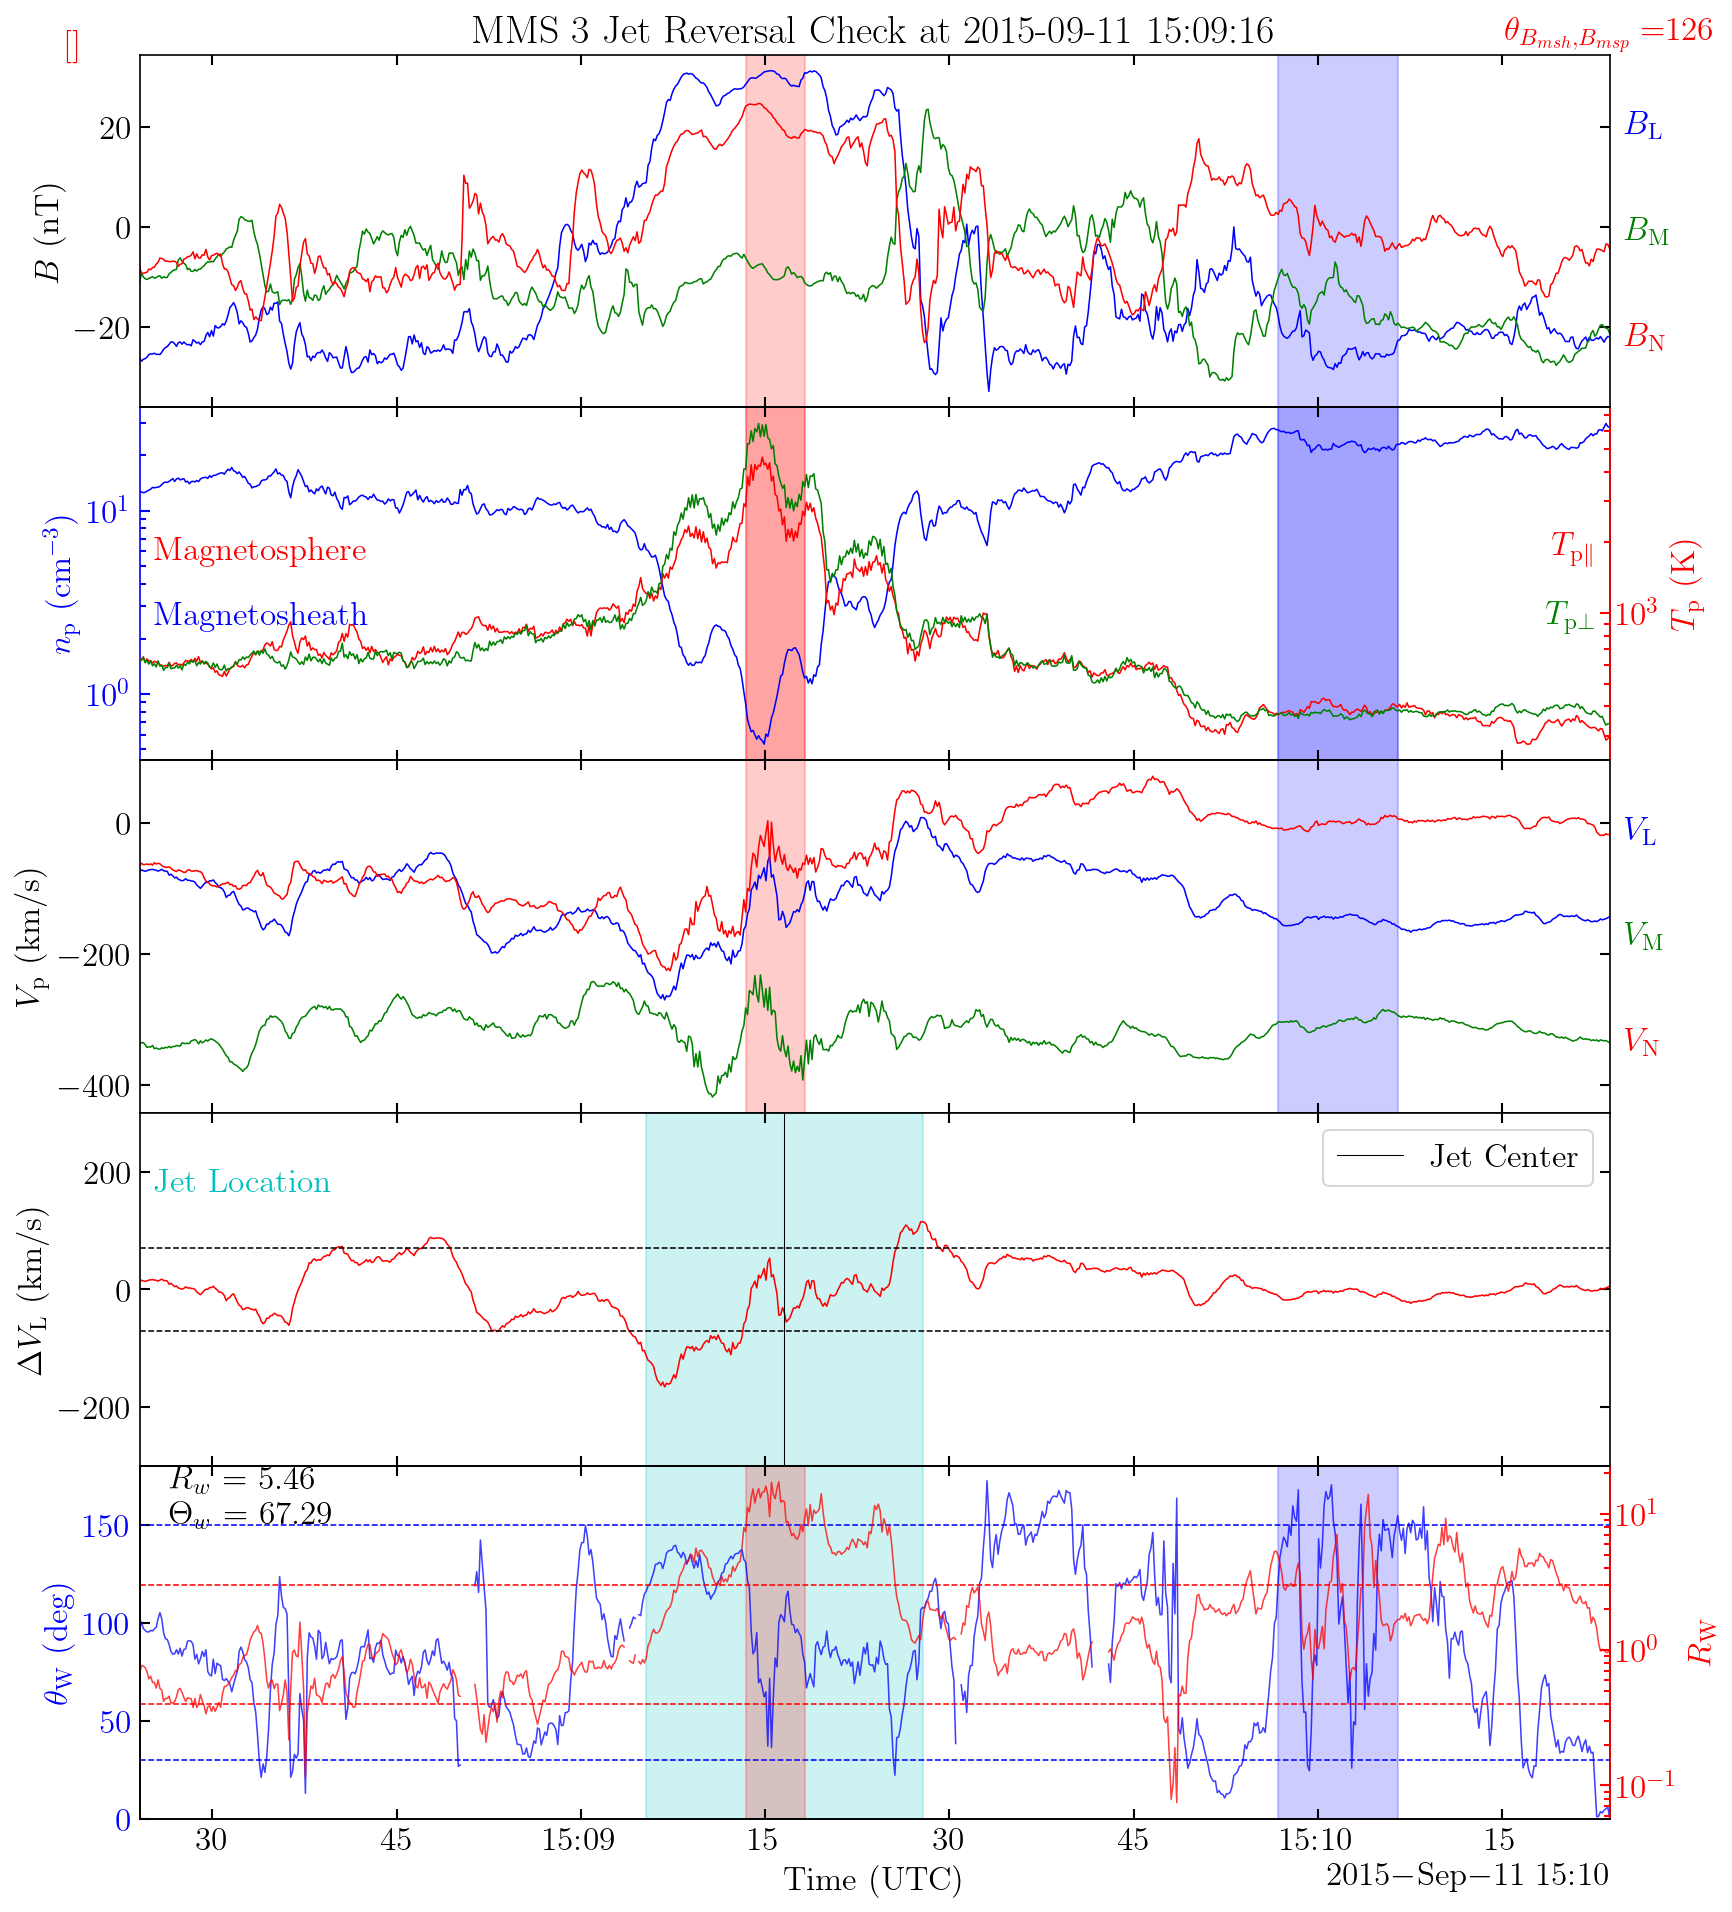 MMS 3 Jet Reversal Check at 2015-09-11 15:09:16
[]
θ_{B_{msh},B_{msp}} =126
B (nT)
20
0
−20
B_L
B_M
B_N
n_p (cm^{−3})
10^1
10^0
Magnetosphere
Magnetosheath
T_{p∥}
T_{p⊥}
10^3
T_p (K)
V_p (km/s)
0
−200
−400
V_L
V_M
V_N
ΔV_L (km/s)
200
0
−200
Jet Location
Jet Center
R_w = 5.46
Θ_w = 67.29
θ_W (deg)
150
100
50
0
10^1
10^0
10^{−1}
R_W
30 45 15:09 15 30 45 15:10 15
Time (UTC)
2015−Sep−11 15:10